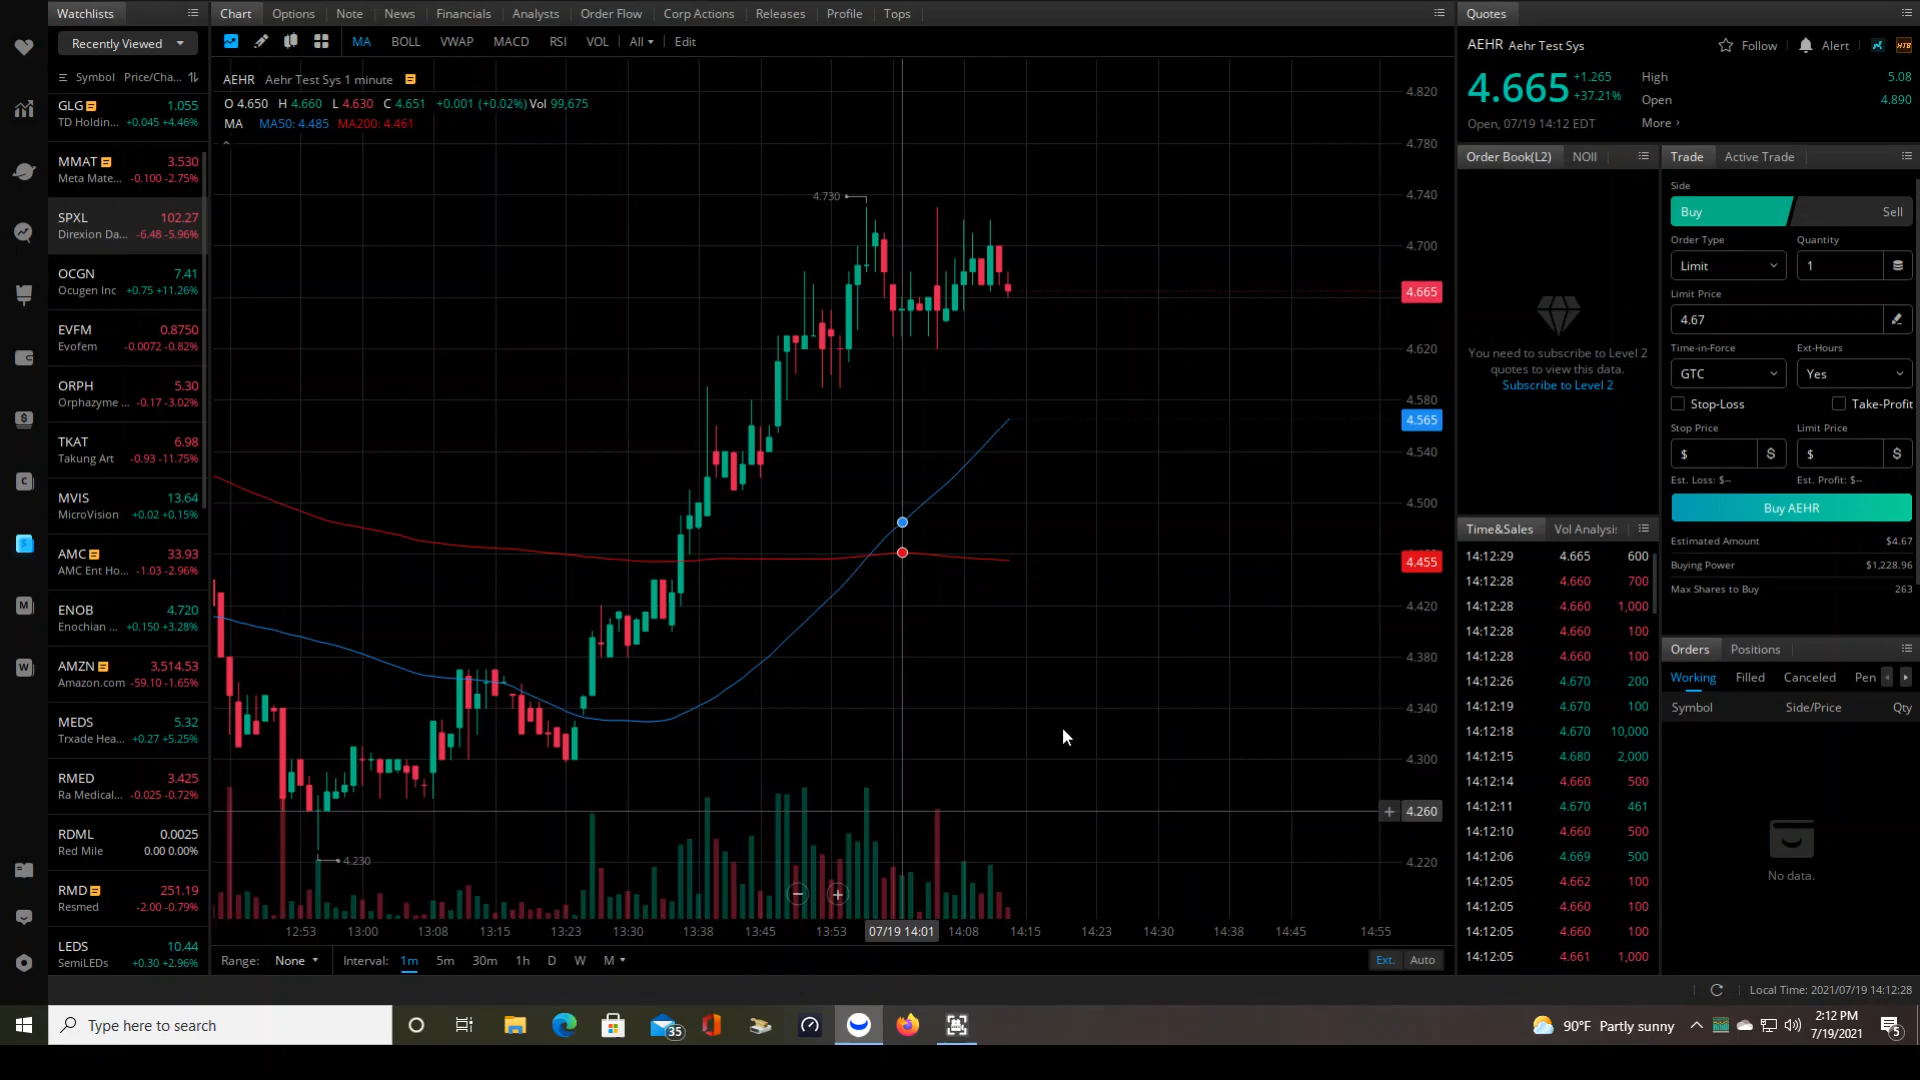 Watchlists
Recently Viewed
Symbol Price/Cha...
GLG 1.055
TD Holdin... +0.045 +4.46%
MMAT 3.530
Meta Mate... -0.100 -2.75%
SPXL 102.27
Direxion Da... -6.48 -5.96%
OCGN 7.41
Ocugen Inc +0.75 +11.26%
EVFM 0.8750
Evofem -0.0072 -0.82%
ORPH 5.30
Orphazyme ... -0.17 -3.02%
TKAT 6.98
Takung Art -0.93 -11.75%
MVIS 13.64
MicroVision +0.02 +0.15%
AMC 33.93
AMC Ent Ho... -1.03 -2.96%
ENOB 4.720
Enochian ... +0.150 +3.28%
AMZN 3,514.53
Amazon.com -59.10 -1.65%
MEDS 5.32
Trxade Hea... +0.27 +5.25%
RMED 3.425
Ra Medical... -0.025 -0.72%
RDML 0.0025
Red Mile 0.00 0.00%
RMD 251.19
Resmed -2.00 -0.79%
LEDS 10.44
SemiLEDs +0.30 +2.96%
Chart Options Note News Financials Analysts Order Flow Corp Actions Releases Profile Tops
MA BOLL VWAP MACD RSI VOL All Edit
AEHR Aehr Test Sys 1 minute
O 4.650 H 4.660 L 4.630 C 4.651 +0.001 (+0.02%) Vol 99,675
MA MA50: 4.485 MA200: 4.461
4.730
4.230
4.820
4.780
4.740
4.700
4.665
4.620
4.580
4.565
4.540
4.500
4.455
4.420
4.380
4.340
4.300
4.260
4.220
12:53 13:00 13:08 13:15 13:23 13:30 13:38 13:45 13:53 07/19 14:01 14:08 14:15 14:23 14:30 14:38 14:45 14:55
Range: None Interval: 1m 5m 30m 1h D W M Ext. Auto
Quotes
AEHR Aehr Test Sys Follow Alert HTB
4.665 +1.265 +37.21%
High 5.08
Open 4.890
Open, 07/19 14:12 EDT More
Order Book(L2) NOII
You need to subscribe to Level 2
quotes to view this data.
Subscribe to Level 2
Time&Sales Vol Analysi:
14:12:29 4.665 600
14:12:28 4.660 700
14:12:28 4.660 1,000
14:12:28 4.660 100
14:12:28 4.660 100
14:12:26 4.670 200
14:12:19 4.670 100
14:12:18 4.670 10,000
14:12:15 4.680 2,000
14:12:14 4.660 500
14:12:11 4.670 461
14:12:10 4.660 500
14:12:06 4.669 500
14:12:05 4.662 100
14:12:05 4.660 100
14:12:05 4.660 100
14:12:05 4.661 1,000
Trade Active Trade
Side
Buy Sell
Order Type Quantity
Limit 1
Limit Price
4.67
Time-in-Force Ext-Hours
GTC Yes
Stop-Loss Take-Profit
Stop Price Limit Price
$ $ $ $
Est. Loss: $-- Est. Profit: $--
Buy AEHR
Estimated Amount $4.67
Buying Power $1,228.96
Max Shares to Buy 263
Orders Positions
Working Filled Canceled Pen
Symbol Side/Price Qty
No data.
Local Time: 2021/07/19 14:12:28
Type here to search
35
90°F Partly sunny
2:12 PM
7/19/2021
5